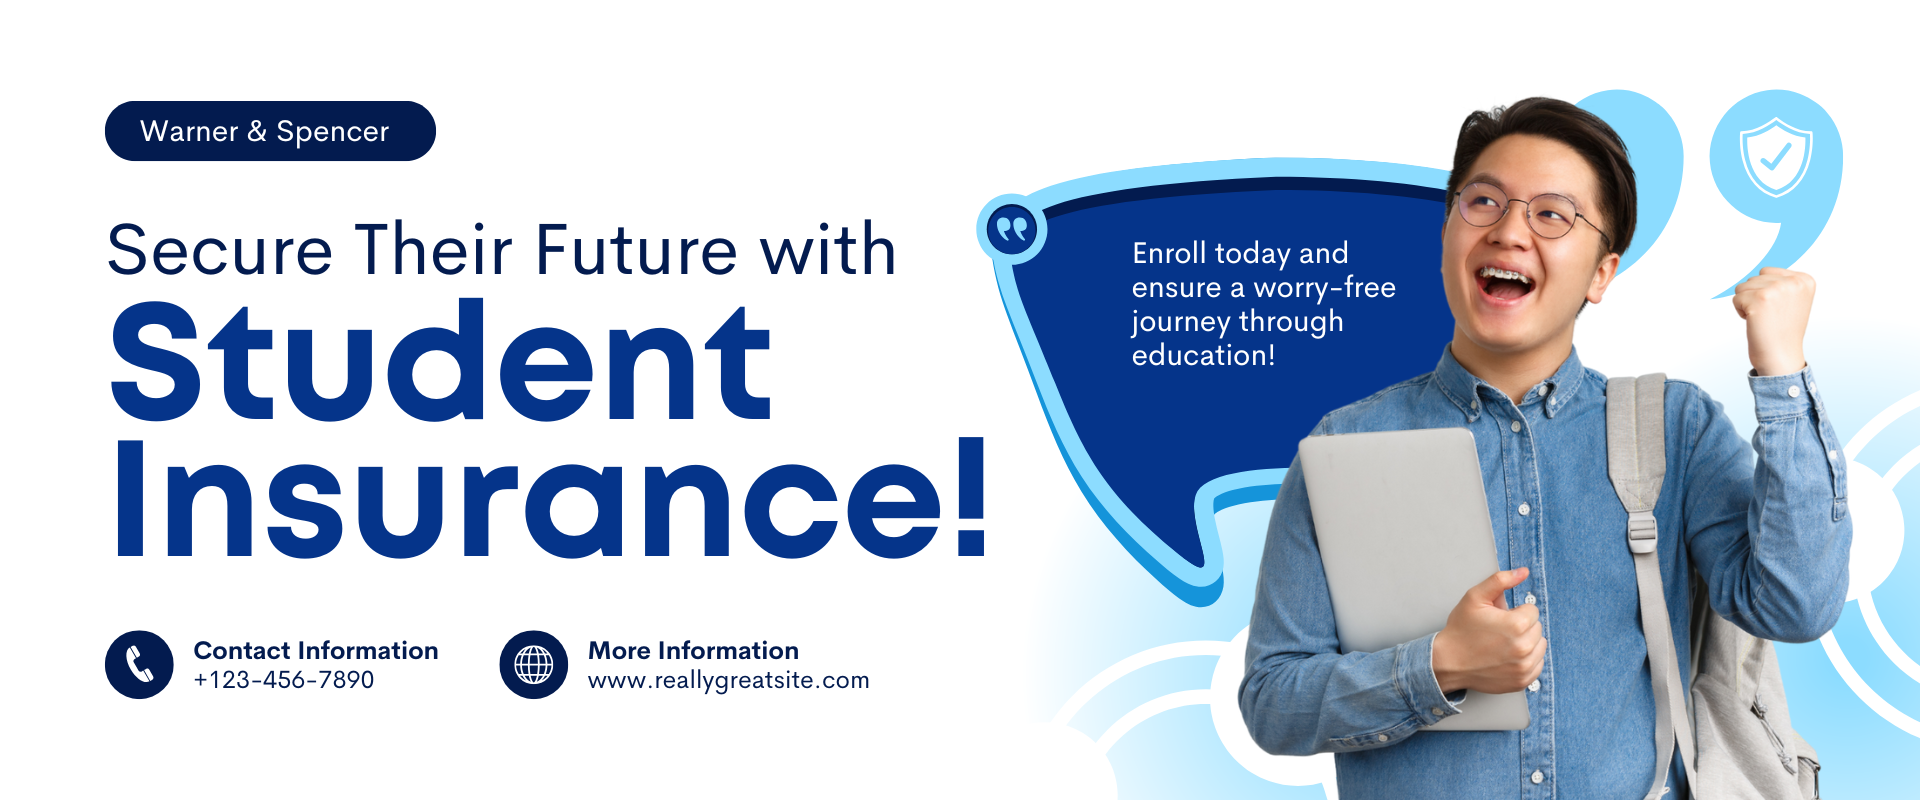 Warner & Spencer
Secure Their Future with
Student
Insurance!
Contact Information
+123-456-7890
More Information
www.reallygreatsite.com
Enroll today and
ensure a worry-free
journey through
education!